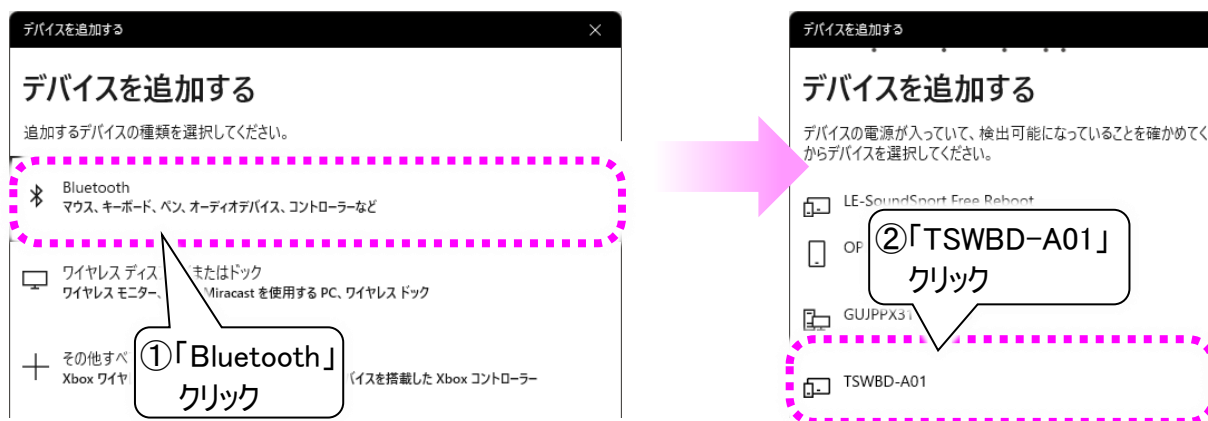 デバイスを追加する
デバイスを追加する
追加するデバイスの種類を選択してください。
Bluetooth
マウス、キーボード、ペン、オーディオデバイス、コントローラーなど
ワイヤレス ディス またはドック
ワイヤレス モニター、 Miracast を使用する PC、ワイヤレス ドック
その他すべ
Xbox ワイヤ バイスを搭載した Xbox コントローラー
①「Bluetooth」
クリック
デバイスを追加する
デバイスを追加する
デバイスの電源が入っていて、検出可能になっていることを確かめてく
からデバイスを選択してください。
LE-SoundSport Free Reboot
OP
GUJPPX31
②「TSWBD-A01」
クリック
TSWBD-A01